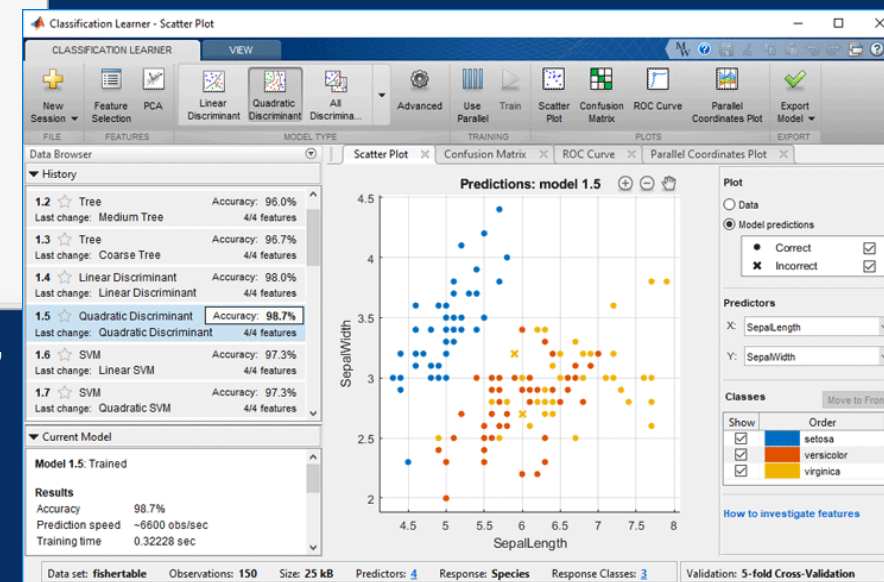 Classification Learner - Scatter Plot
CLASSIFICATION LEARNER VIEW
New Session
Feature Selection
PCA
Linear Discriminant
Quadratic Discriminant
All Discrimina...
Advanced
Use Parallel
Train
Scatter Plot
Confusion Matrix
ROC Curve
Parallel Coordinates Plot
Export Model
FILE FEATURES MODEL TYPE TRAINING PLOTS EXPORT
Data Browser
Scatter Plot Confusion Matrix ROC Curve Parallel Coordinates Plot
History
1.2 Tree Accuracy: 96.0%
Last change: Medium Tree 4/4 features
1.3 Tree Accuracy: 96.7%
Last change: Coarse Tree 4/4 features
1.4 Linear Discriminant Accuracy: 98.0%
Last change: Linear Discriminant 4/4 features
1.5 Quadratic Discriminant Accuracy: 98.7%
Last change: Quadratic Discriminant 4/4 features
1.6 SVM Accuracy: 97.3%
Last change: Linear SVM 4/4 features
1.7 SVM Accuracy: 97.3%
Last change: Quadratic SVM 4/4 features
Current Model
Model 1.5: Trained
Results
Accuracy 98.7%
Prediction speed ~6600 obs/sec
Training time 0.32228 sec
Predictions: model 1.5
SepalWidth
4.5
4
3.5
3
2.5
2
4.5 5 5.5 6 6.5 7 7.5 8
SepalLength
Plot
Data
Model predictions
Correct
Incorrect
Predictors
X: SepalLength
Y: SepalWidth
Classes Move to Fron
Show Order
setosa
versicolor
virginica
How to investigate features
Data set: fishertable Observations: 150 Size: 25 kB Predictors: 4 Response: Species Response Classes: 3 Validation: 5-fold Cross-Validation